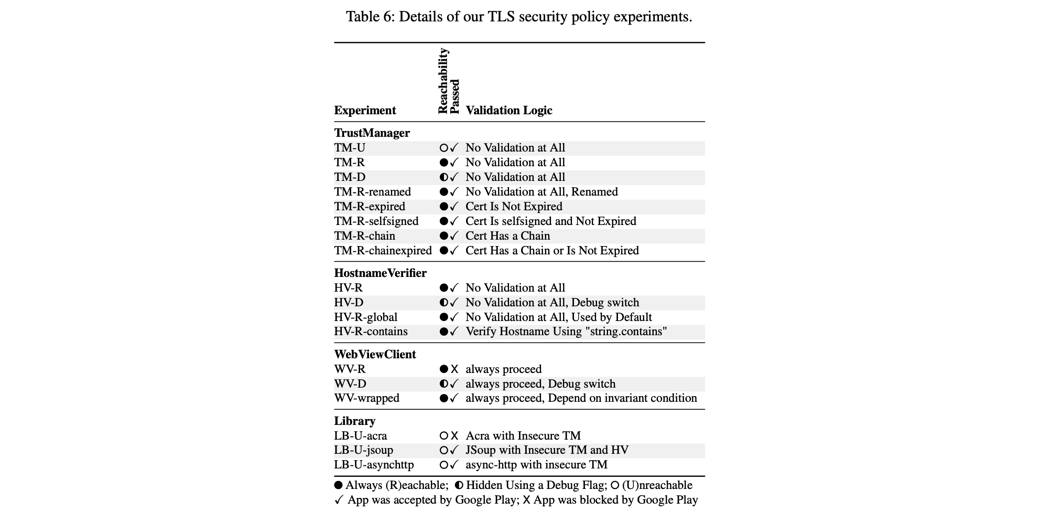 Table 6: Details of our TLS security policy experiments.
Experiment Reachability Passed Validation Logic
TrustManager
TM-U ○ ✓ No Validation at All
TM-R ● ✓ No Validation at All
TM-D ◐ ✓ No Validation at All
TM-R-renamed ● ✓ No Validation at All, Renamed
TM-R-expired ● ✓ Cert Is Not Expired
TM-R-selfsigned ● ✓ Cert Is selfsigned and Not Expired
TM-R-chain ● ✓ Cert Has a Chain
TM-R-chainexpired ● ✓ Cert Has a Chain or Is Not Expired
HostnameVerifier
HV-R ● ✓ No Validation at All
HV-D ◐ ✓ No Validation at All, Debug switch
HV-R-global ● ✓ No Validation at All, Used by Default
HV-R-contains ● ✓ Verify Hostname Using "string.contains"
WebViewClient
WV-R ● X always proceed
WV-D ◐ ✓ always proceed, Debug switch
WV-wrapped ● ✓ always proceed, Depend on invariant condition
Library
LB-U-acra ○ X Acra with Insecure TM
LB-U-jsoup ○ ✓ JSoup with Insecure TM and HV
LB-U-asynchttp ○ ✓ async-http with insecure TM
● Always (R)eachable; ◐ Hidden Using a Debug Flag; ○ (U)nreachable
✓ App was accepted by Google Play; X App was blocked by Google Play